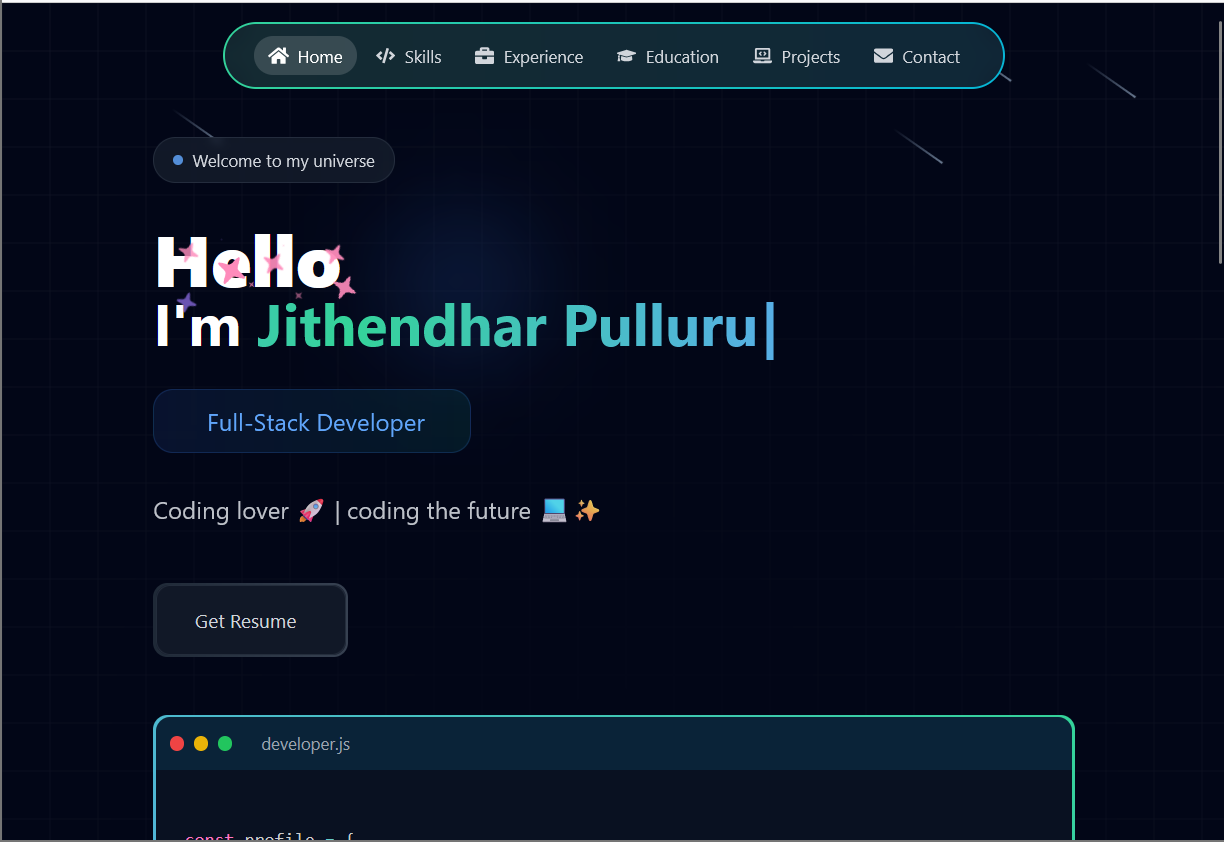 Home Skills Experience Education Projects Contact
Welcome to my universe
Hello
I'm Jithendhar Pulluru|
Full-Stack Developer
Coding lover 🚀 | coding the future 💻 ✨
Get Resume
developer.js
const profile = {